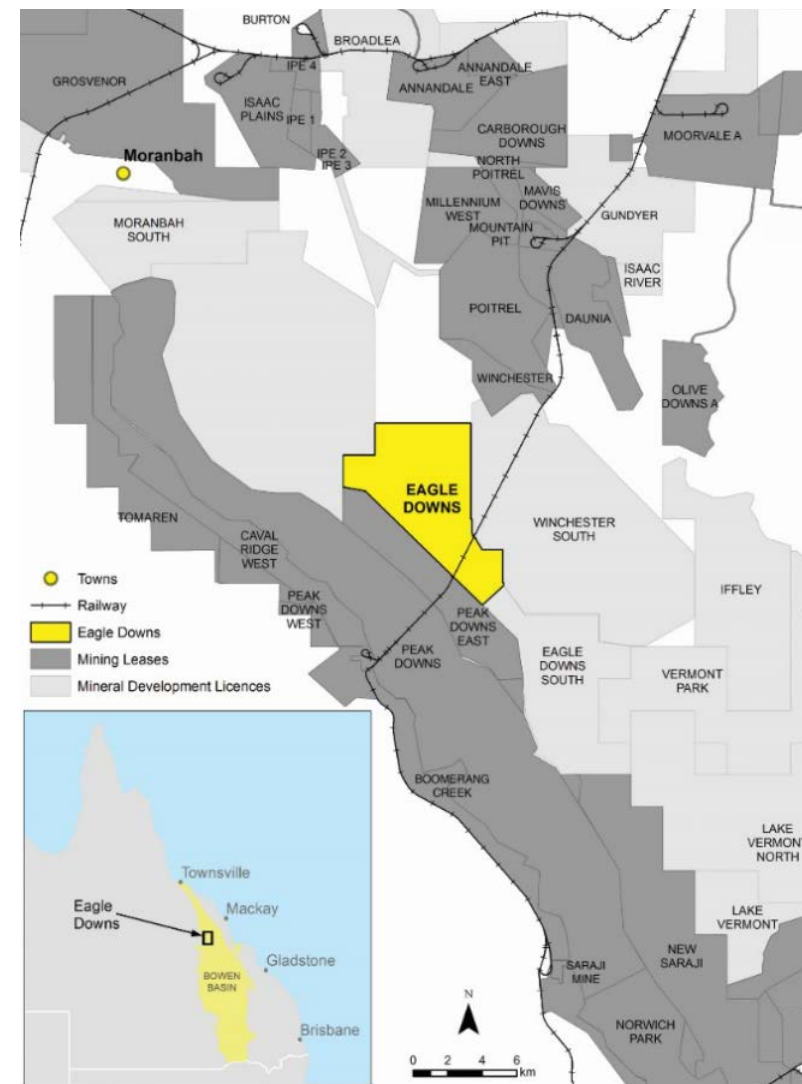 BURTON
BROADLEA
GROSVENOR
IPE 4
ANNANDALE
EAST
ANNANDALE
ISAAC
PLAINS
IPE 1
CARBOROUGH
DOWNS
MOORVALE A
Moranbah
IPE 2
IPE 3
NORTH
POITREL
MILLENNIUM
WEST
MAVIS
DOWNS
MORANBAH
SOUTH
MOUNTAIN
PIT
GUNDYER
ISAAC
RIVER
POITREL
DAUNIA
WINCHESTER
OLIVE
DOWNS A
EAGLE
DOWNS
TOMAREN
CAVAL
RIDGE
WEST
WINCHESTER
SOUTH
IFFLEY
PEAK
DOWNS
WEST
PEAK
DOWNS
EAST
PEAK
DOWNS
EAGLE
DOWNS
SOUTH
VERMONT
PARK
Towns
Railway
Eagle Downs
Mining Leases
Mineral Development Licences
BOOMERANG
CREEK
LAKE
VERMONT
NORTH
LAKE
VERMONT
NEW
SARAJI
SARAJI
MINE
NORWICH
PARK
Townsville
Mackay
Eagle
Downs
Gladstone
BOWEN
BASIN
Brisbane
N
0 2 4 6
km